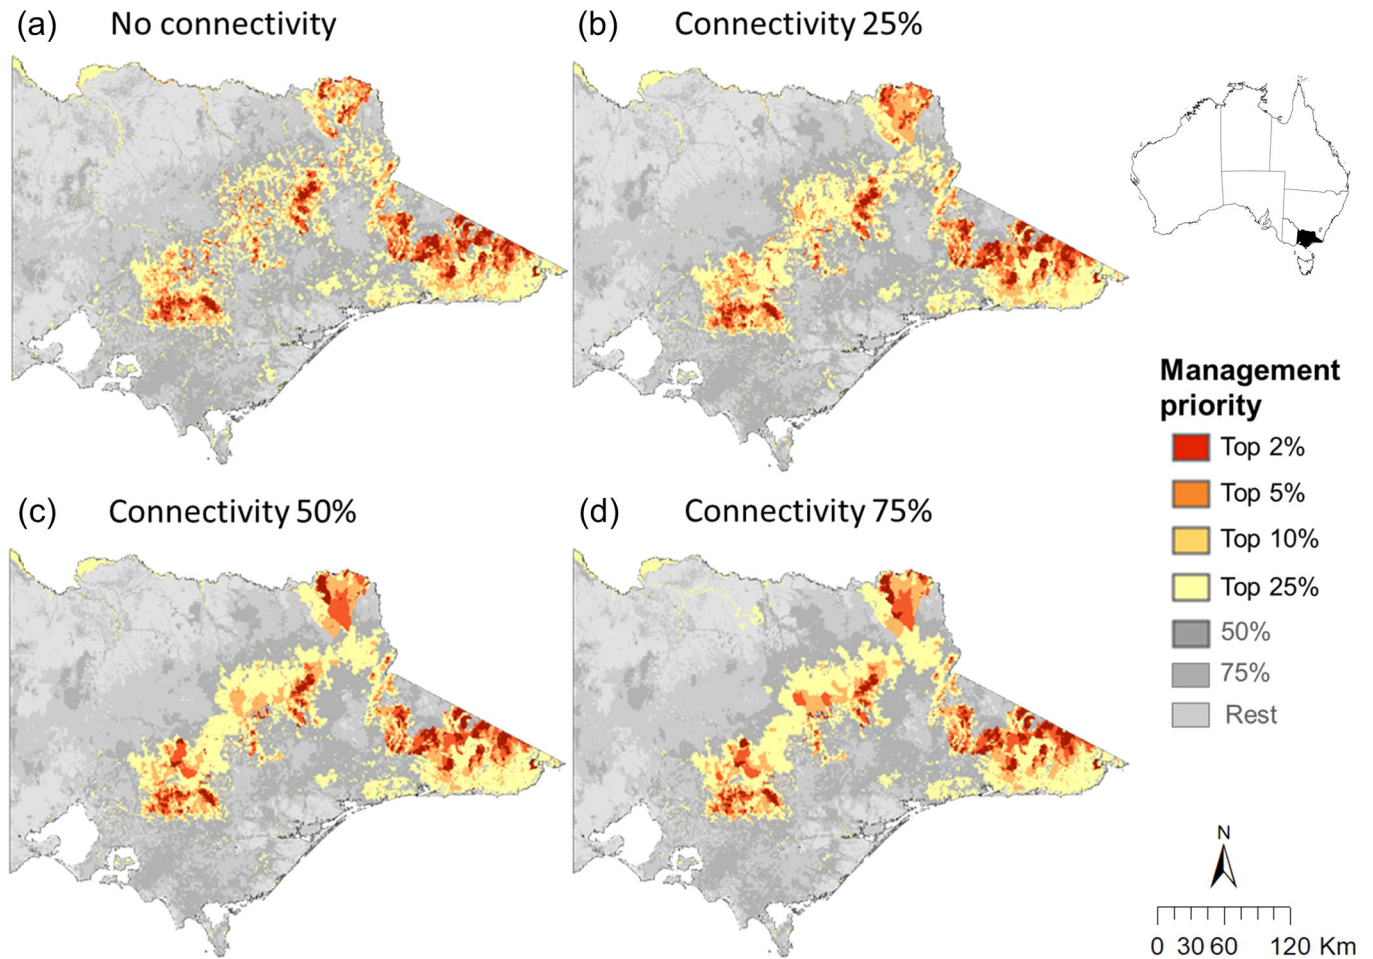 (a) No connectivity
(b) Connectivity 25%
(c) Connectivity 50%
(d) Connectivity 75%
Management
priority
Top 2%
Top 5%
Top 10%
Top 25%
50%
75%
Rest
N
0 30 60 120 Km